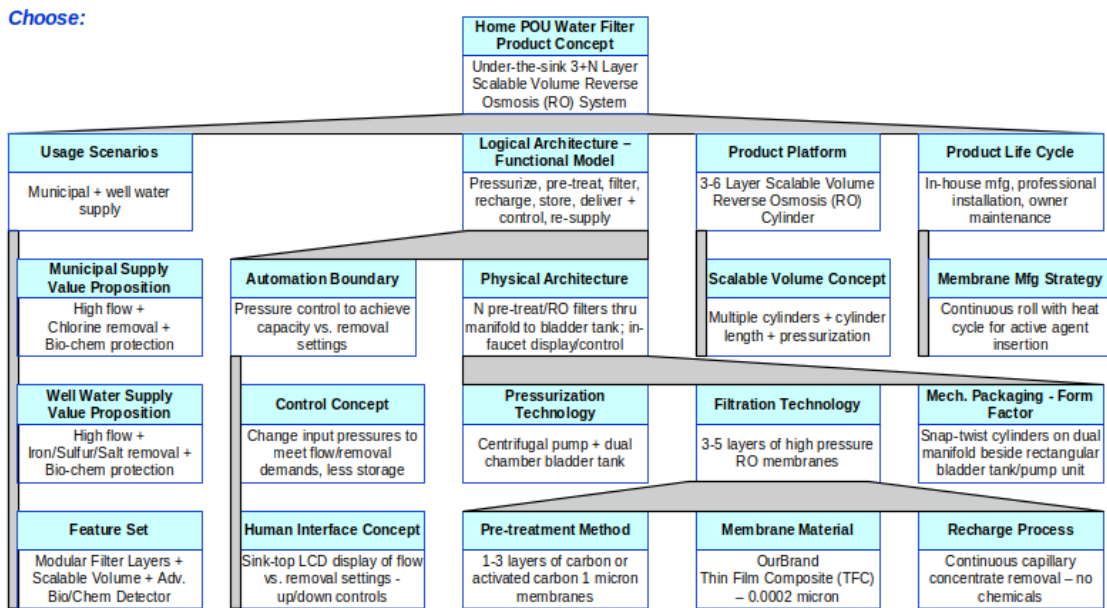 Choose:
Home POU Water Filter
Product Concept
Under-the-sink 3+N Layer
Scalable Volume Reverse
Osmosis (RO) System
Usage Scenarios
Municipal + well water
supply
Logical Architecture –
Functional Model
Pressurize, pre-treat, filter,
recharge, store, deliver +
control, re-supply
Product Platform
3-6 Layer Scalable Volume
Reverse Osmosis (RO)
Cylinder
Product Life Cycle
In-house mfg, professional
installation, owner
maintenance
Municipal Supply
Value Proposition
High flow +
Chlorine removal +
Bio-chem protection
Automation Boundary
Pressure control to achieve
capacity vs. removal
settings
Physical Architecture
N pre-treat/RO filters thru
manifold to bladder tank; in-
faucet display/control
Scalable Volume Concept
Multiple cylinders + cylinder
length + pressurization
Membrane Mfg Strategy
Continuous roll with heat
cycle for active agent
insertion
Well Water Supply
Value Proposition
High flow +
Iron/Sulfur/Salt removal +
Bio-chem protection
Control Concept
Change input pressures to
meet flow/removal
demands, less storage
Pressurization
Technology
Centrifugal pump + dual
chamber bladder tank
Filtration Technology
3-5 layers of high pressure
RO membranes
Mech. Packaging - Form
Factor
Snap-twist cylinders on dual
manifold beside rectangular
bladder tank/pump unit
Feature Set
Modular Filter Layers +
Scalable Volume + Adv.
Bio/Chem Detector
Human Interface Concept
Sink-top LCD display of flow
vs. removal settings -
up/down controls
Pre-treatment Method
1-3 layers of carbon or
activated carbon 1 micron
membranes
Membrane Material
OurBrand
Thin Film Composite (TFC)
– 0.0002 micron
Recharge Process
Continuous capillary
concentrate removal – no
chemicals